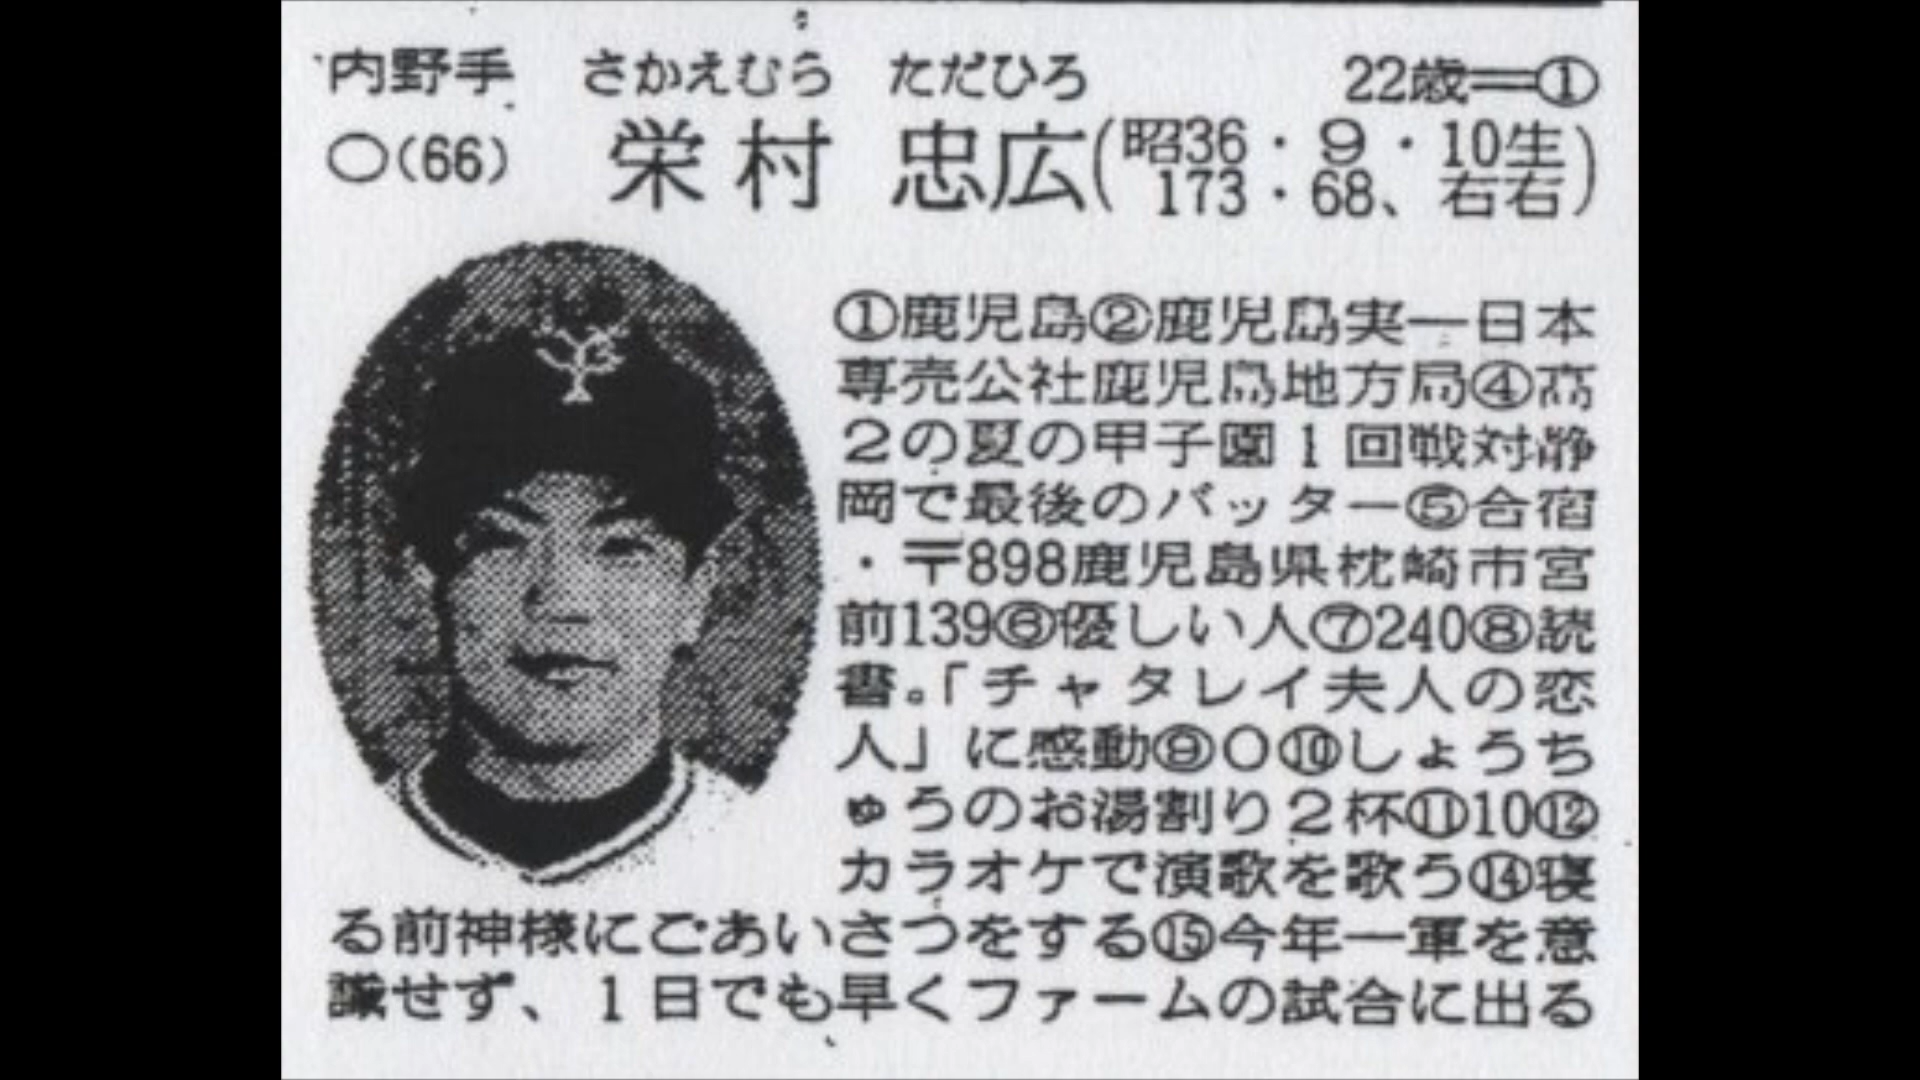 内野手 さかえむら ただひろ 22歳=①
○(66) 栄村 忠広(昭36・9・10生
173・68、右右)
①鹿児島②鹿児島実―日本
専売公社鹿児島地方局④高
2の夏の甲子園1回戦対静
岡で最後のバッター⑤合宿
・〒898鹿児島県枕崎市宮
前139⑥優しい人⑦240⑧読
書。「チャタレイ夫人の恋
人」に感動⑨○⑩しょうち
ゅうのお湯割り2杯⑪10⑫
カラオケで演歌を歌う⑭寝
る前神様にごあいさつをする⑮今年一軍を意
識せず、1日でも早くファームの試合に出る